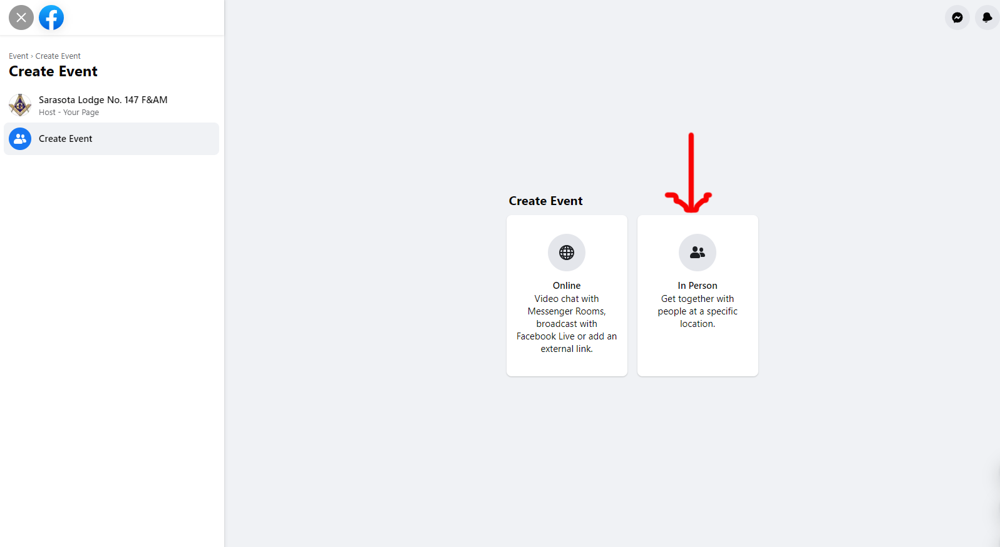 Event › Create Event
Create Event
Sarasota Lodge No. 147 F&AM
Host - Your Page
Create Event
Create Event
Online
Video chat with
Messenger Rooms,
broadcast with
Facebook Live or add an
external link.
In Person
Get together with
people at a specific
location.